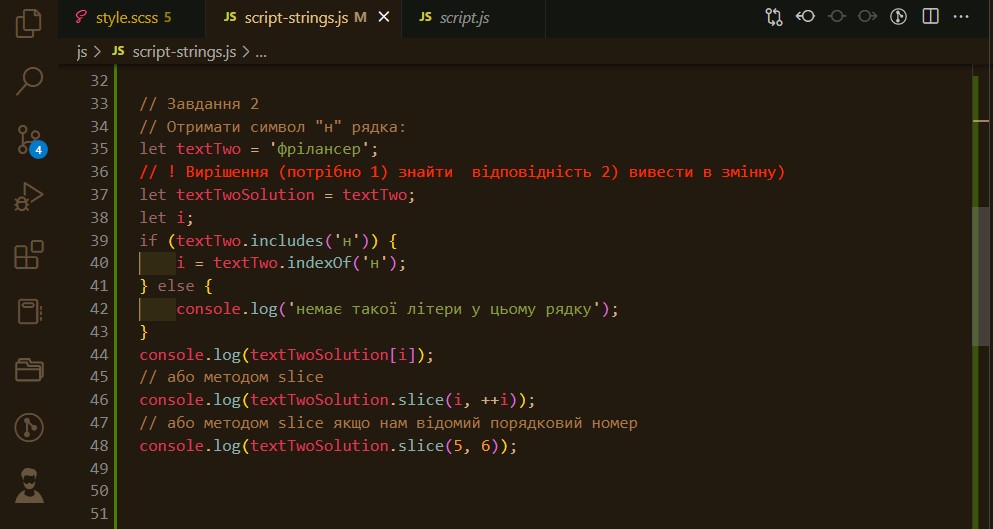 style.scss 5
script-strings.js M
script.js
js > script-strings.js > ...
4
32
33 // Завдання 2
34 // Отримати символ "н" рядка:
35 let textTwo = 'фрілансер';
36 // ! Вирішення (потрібно 1) знайти  відповідність 2) вивести в змінну)
37 let textTwoSolution = textTwo;
38 let i;
39 if (textTwo.includes('н')) {
40     i = textTwo.indexOf('н');
41 } else {
42     console.log('немає такої літери у цьому рядку');
43 }
44 console.log(textTwoSolution[i]);
45 // або методом slice
46 console.log(textTwoSolution.slice(i, ++i));
47 // або методом slice якщо нам відомий порядковий номер
48 console.log(textTwoSolution.slice(5, 6));
49
50
51